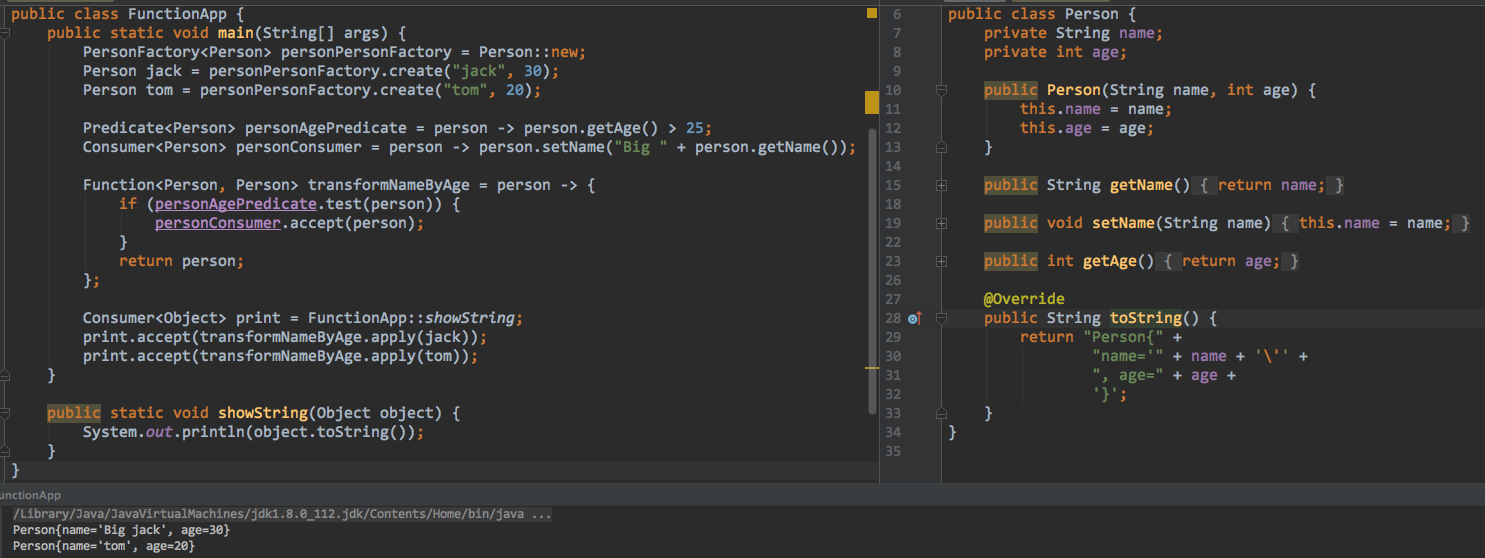 public class FunctionApp {
    public static void main(String[] args) {
        PersonFactory<Person> personPersonFactory = Person::new;
        Person jack = personPersonFactory.create("jack", 30);
        Person tom = personPersonFactory.create("tom", 20);
        Predicate<Person> personAgePredicate = person -> person.getAge() > 25;
        Consumer<Person> personConsumer = person -> person.setName("Big " + person.getName());
        Function<Person, Person> transformNameByAge = person -> {
            if (personAgePredicate.test(person)) {
                personConsumer.accept(person);
            }
            return person;
        };
        Consumer<Object> print = FunctionApp::showString;
        print.accept(transformNameByAge.apply(jack));
        print.accept(transformNameByAge.apply(tom));
    }
    public static void showString(Object object) {
        System.out.println(object.toString());
    }
}
6 public class Person {
7     private String name;
8     private int age;
9
10     public Person(String name, int age) {
11         this.name = name;
12         this.age = age;
13     }
14
15     public String getName() { return name; }
18
19     public void setName(String name) { this.name = name; }
22
23     public int getAge() { return age; }
26
27     @Override
28     public String toString() {
29         return "Person{" +
30                 "name='" + name + '\'' +
31                 ", age=" + age +
32                 '}';
33     }
34 }
35
unctionApp
/Library/Java/JavaVirtualMachines/jdk1.8.0_112.jdk/Contents/Home/bin/java ...
Person{name='Big jack', age=30}
Person{name='tom', age=20}